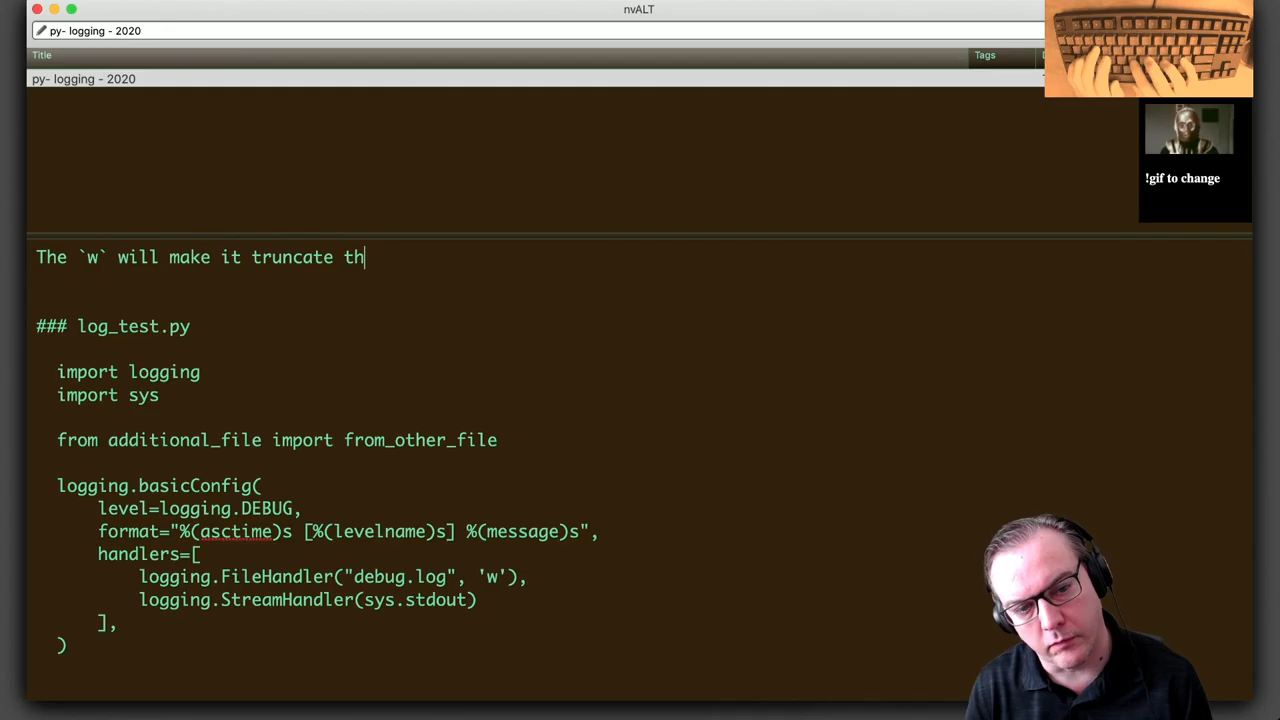 nvALT
py- logging - 2020
Title
Tags
py- logging - 2020
!gif to change
The `w` will make it truncate th
### log_test.py
import logging
import sys
from additional_file import from_other_file
logging.basicConfig(
level=logging.DEBUG,
format="%(asctime)s [%(levelname)s] %(message)s",
handlers=[
logging.FileHandler("debug.log", 'w'),
logging.StreamHandler(sys.stdout)
],
)